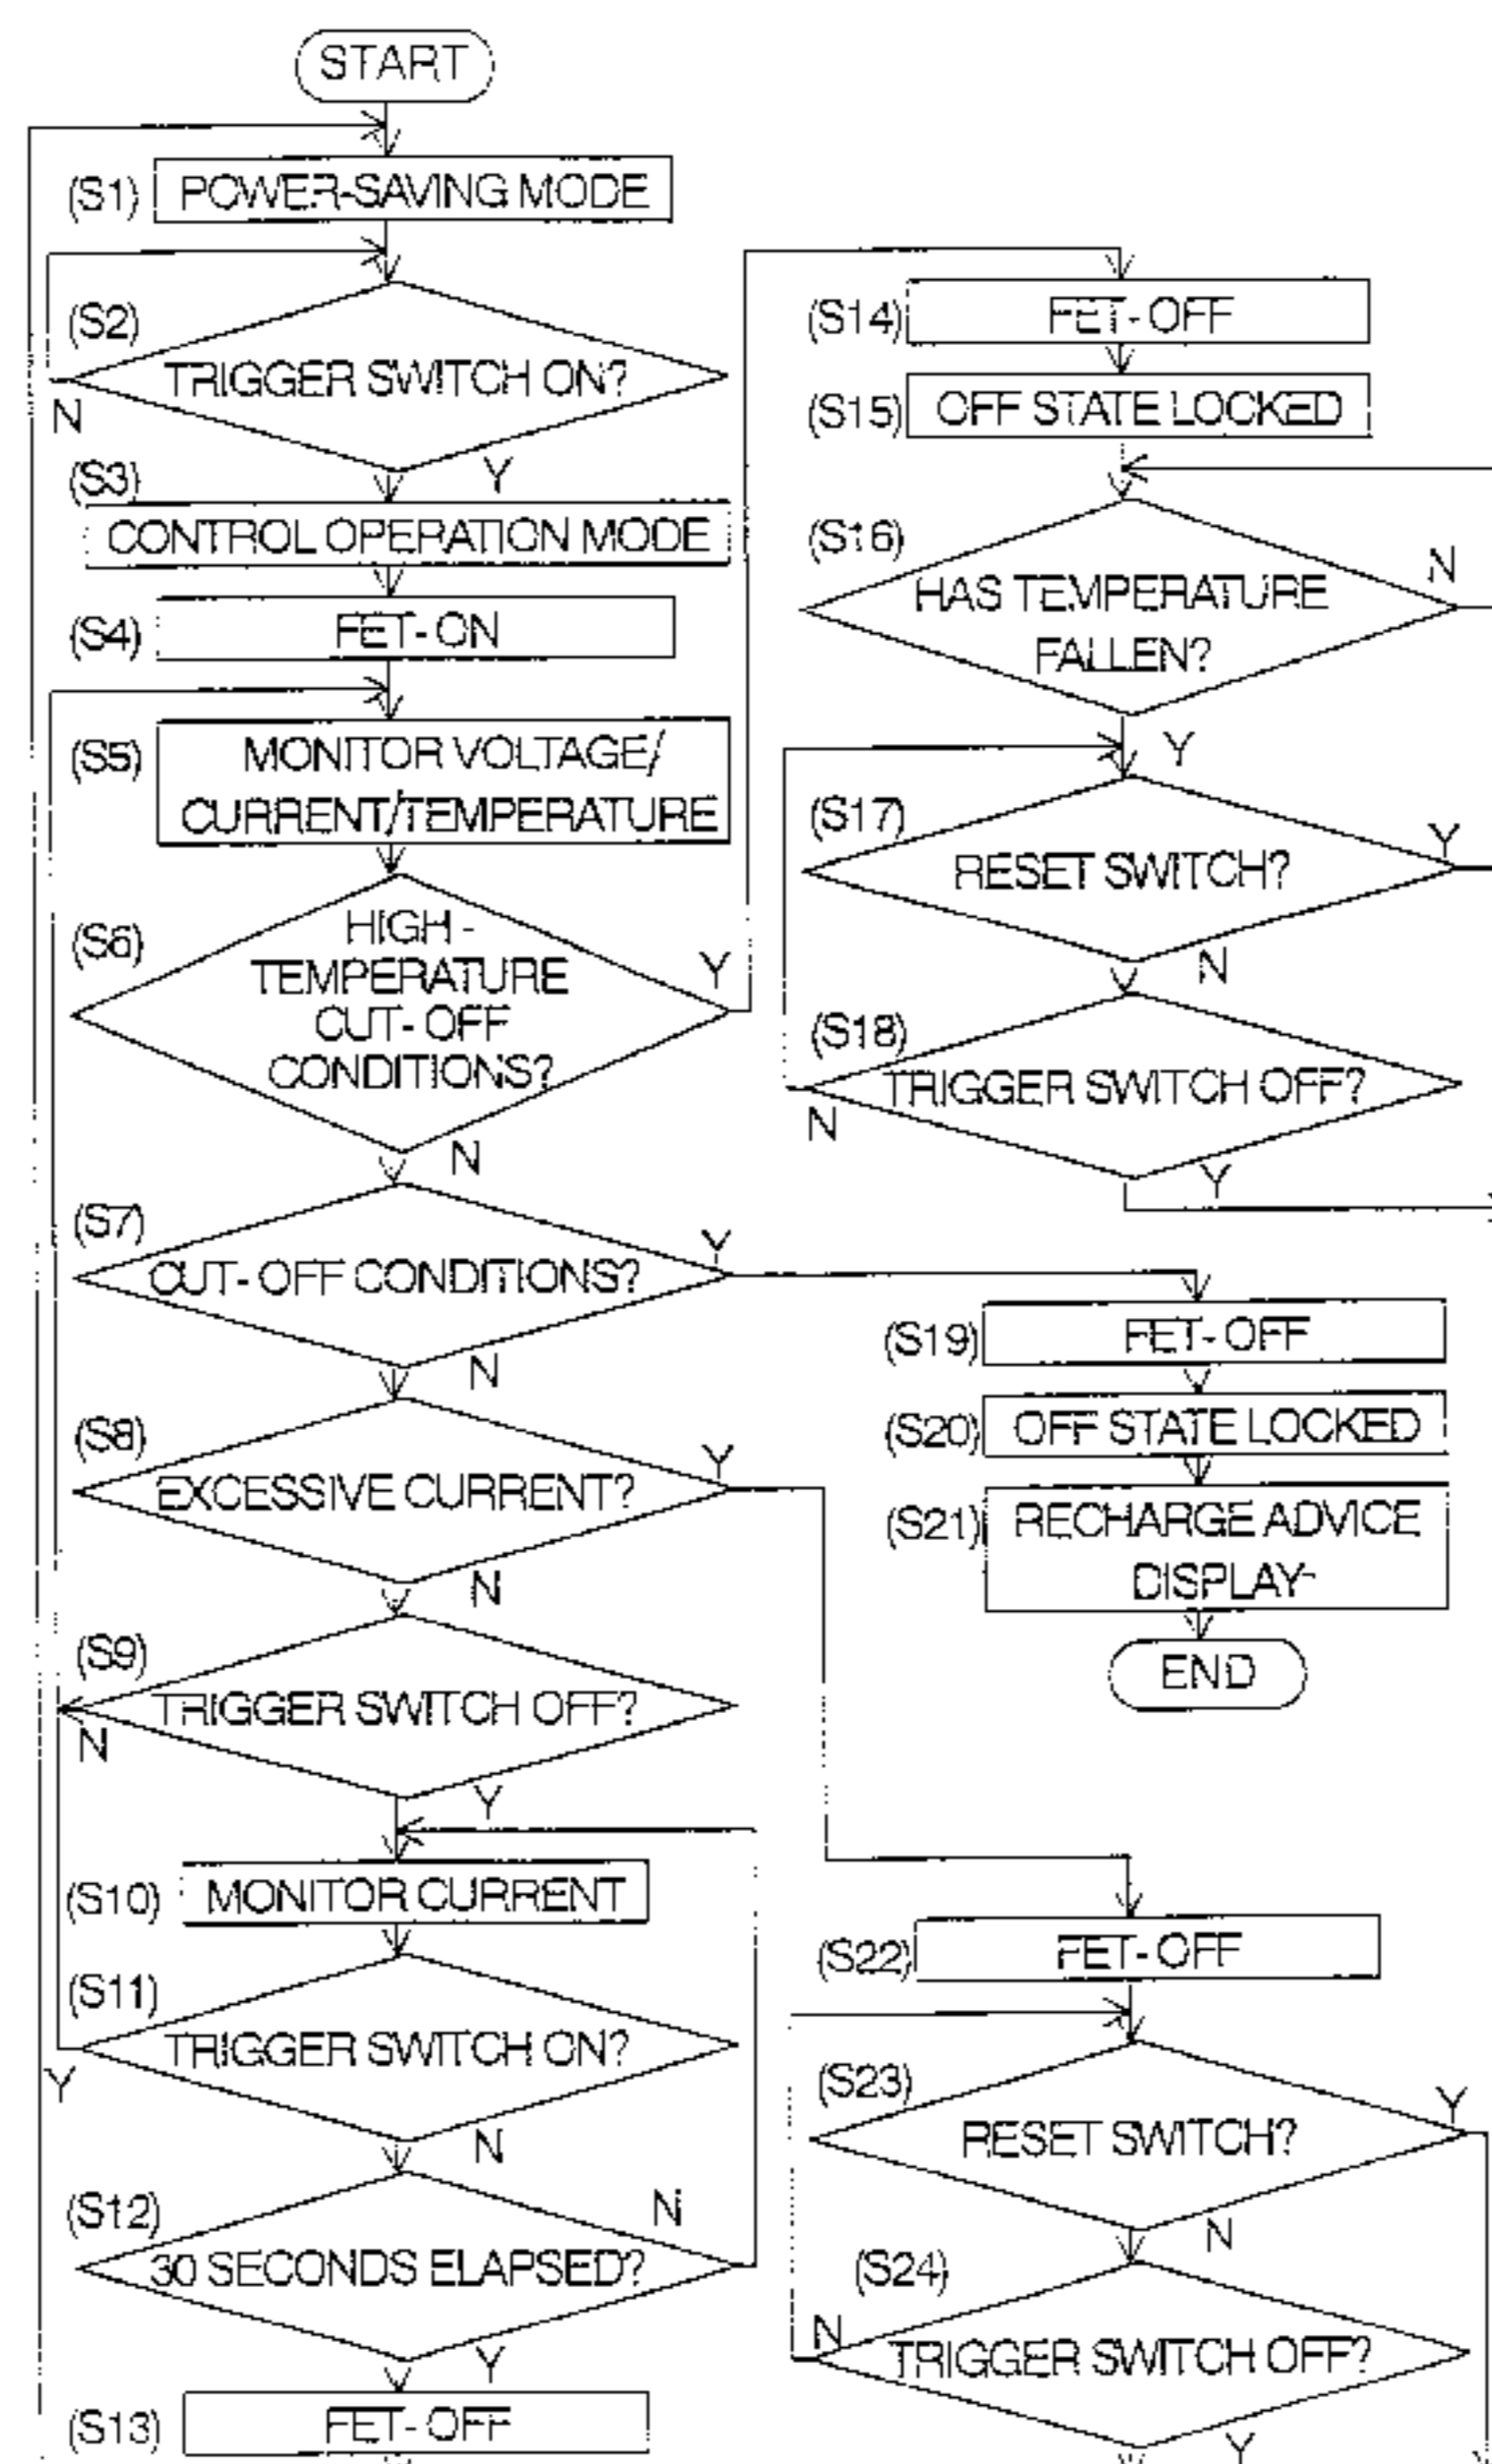 START
(S1) POWER-SAVING MODE
(S2)
TRIGGER SWITCH ON?
N
Y
(S3)
CONTROL OPERATION MODE
(S4) FET-ON
(S5) MONITOR VOLTAGE/
CURRENT/TEMPERATURE
(S6) HIGH-
TEMPERATURE
CUT-OFF
CONDITIONS?
Y
N
(S7)
CUT-OFF CONDITIONS?
Y
N
(S8)
EXCESSIVE CURRENT?
Y
N
(S9)
TRIGGER SWITCH OFF?
N
Y
(S10) MONITOR CURRENT
(S11)
TRIGGER SWITCH ON?
Y
N
(S12)
N
30 SECONDS ELAPSED?
Y
(S13) FET-OFF
(S14) FET-OFF
(S15) OFF STATE LOCKED
(S16)
N
HAS TEMPERATURE
FALLEN?
Y
(S17)
Y
RESET SWITCH?
N
(S18)
TRIGGER SWITCH OFF?
N
Y
(S19) FET-OFF
(S20) OFF STATE LOCKED
(S21) RECHARGE ADVICE
DISPLAY
END
(S22) FET-OFF
(S23)
Y
RESET SWITCH?
N
(S24)
N
TRIGGER SWITCH OFF?
Y